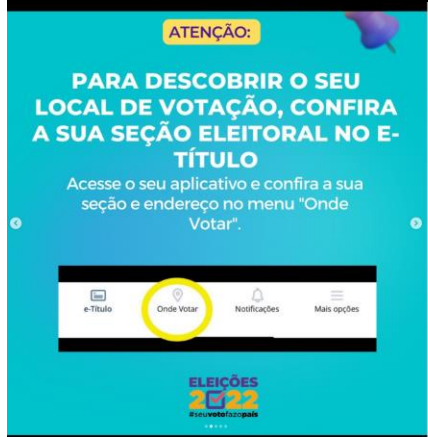 ATENÇÃO:
PARA DESCOBRIR O SEU
LOCAL DE VOTAÇÃO, CONFIRA
A SUA SEÇÃO ELEITORAL NO E-
TÍTULO
Acesse o seu aplicativo e confira a sua
seção e endereço no menu "Onde
Votar".
e-Título
Onde Votar
Notificações
Mais opções
ELEIÇÕES
2022
#seuvotofazopaís